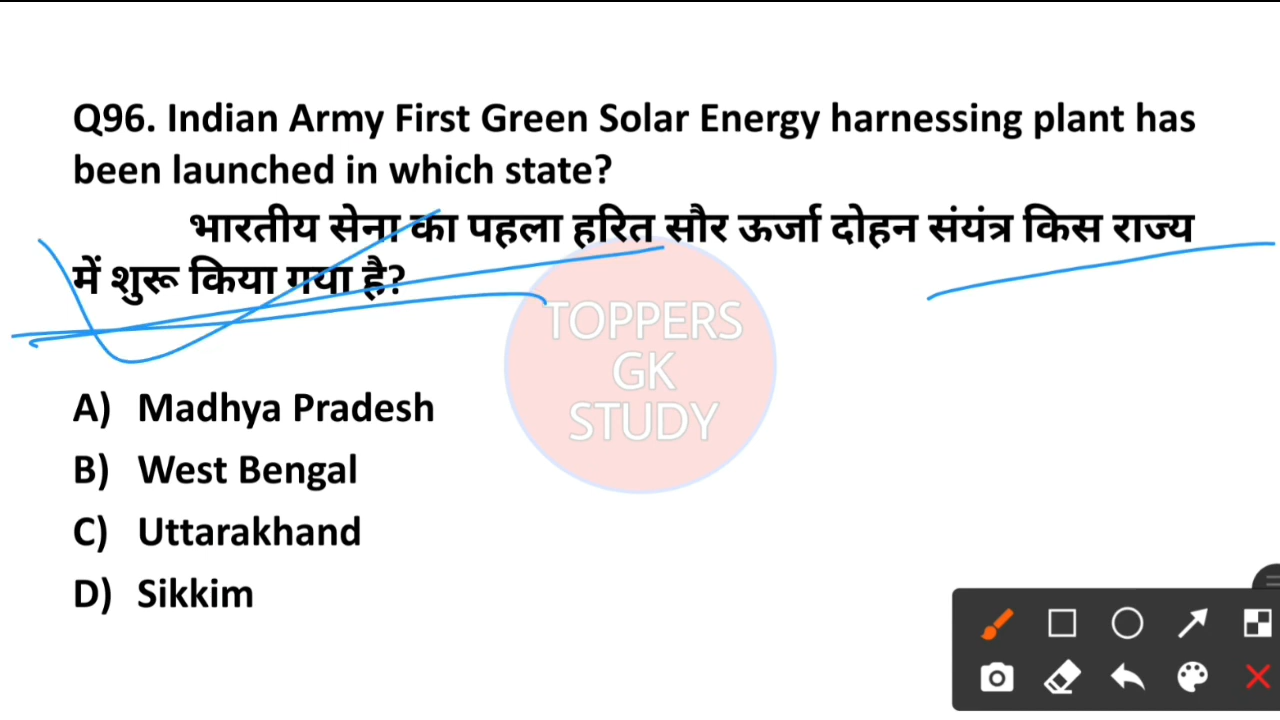 Q96. Indian Army First Green Solar Energy harnessing plant has
been launched in which state?
भारतीय सेना का पहला हरित सौर ऊर्जा दोहन संयंत्र किस राज्य
में शुरू किया गया है?
TOPPERS
GK
STUDY
A) Madhya Pradesh
B) West Bengal
C) Uttarakhand
D) Sikkim